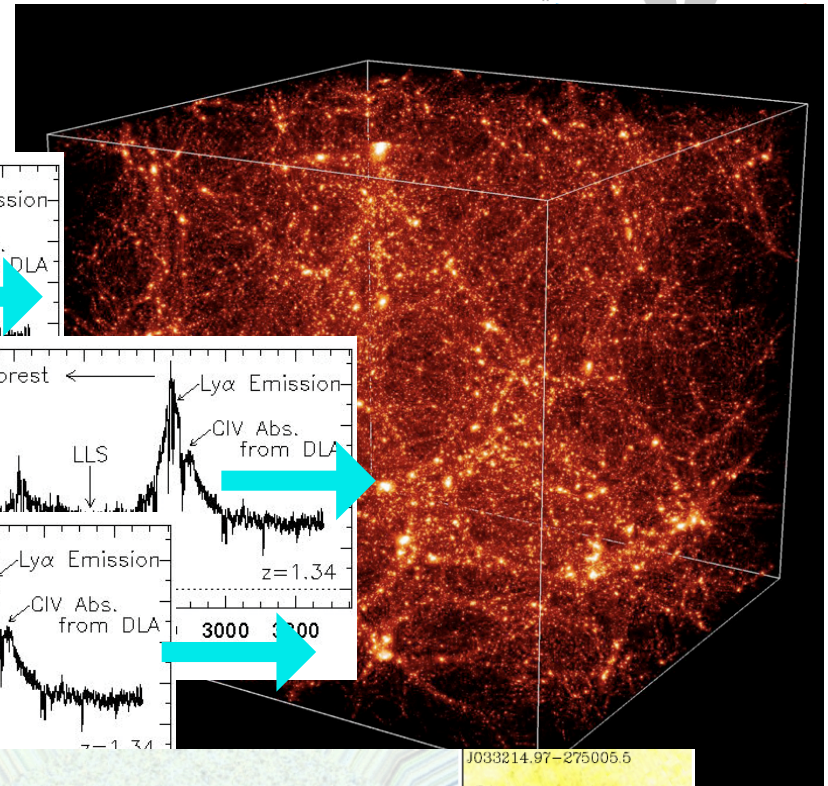 ssion
DLA
orest
Lyα Emission
CIV Abs.
from DLA
LLS
z=1.34
3000
Lyα Emission
CIV Abs.
from DLA
z=1.34
J033214.97−275005.5